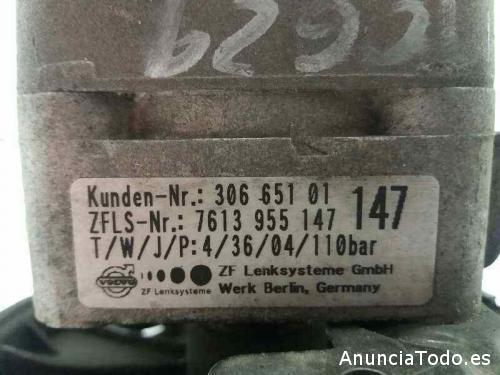 Kunden-Nr.: 306 651 01
ZFLS-Nr.: 7613 955 147
147
T/W/J/P:4/36/04/110bar
VOLVO
ZF Lenksysteme
ZF Lenksysteme GmbH
Werk Berlin, Germany
AnunciaTodo.es